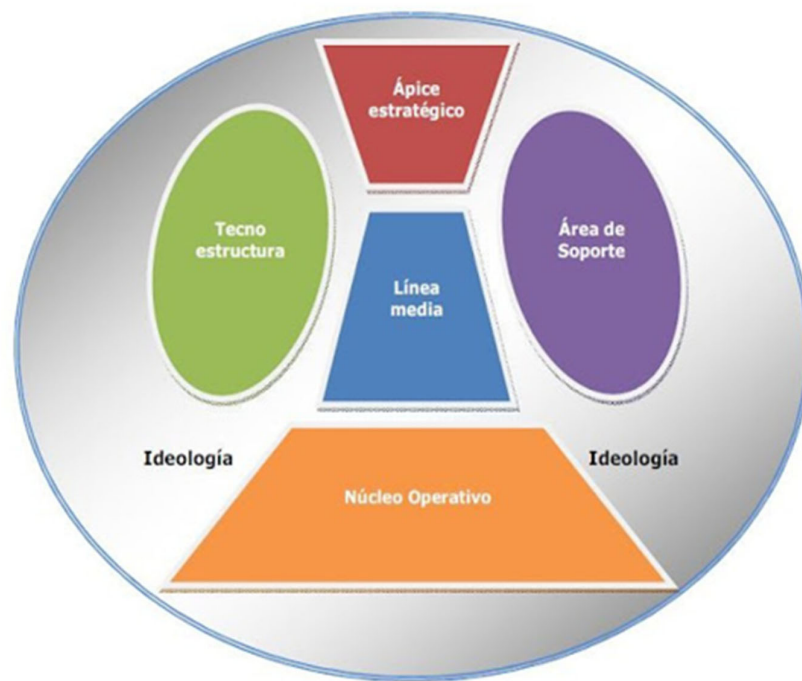 Ápice
estratégico
Tecno
estructura
Área de
Soporte
Línea
media
Ideología
Ideología
Núcleo Operativo